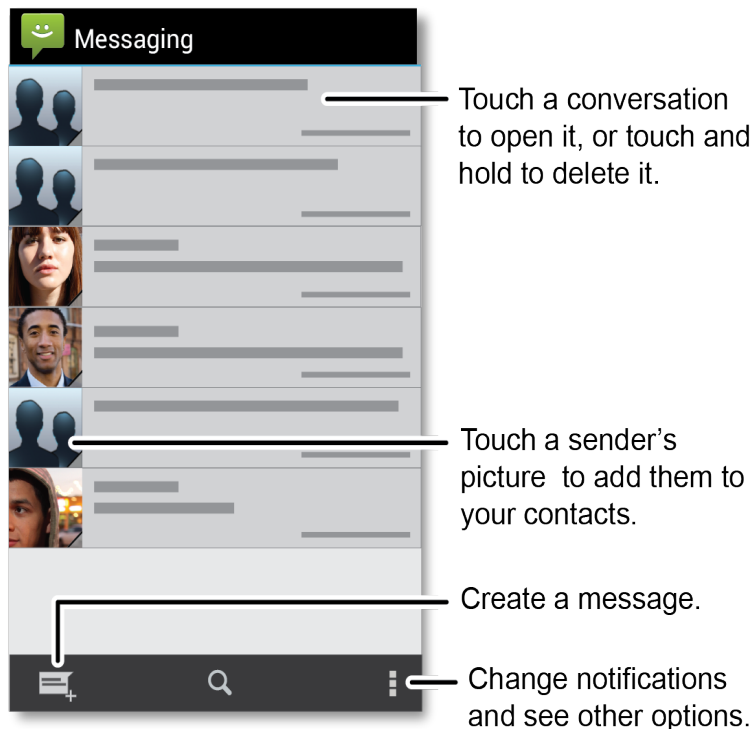 Messaging
Touch a conversation
to open it, or touch and
hold to delete it.
Touch a sender’s
picture  to add them to
your contacts.
Create a message.
Change notifications
and see other options.